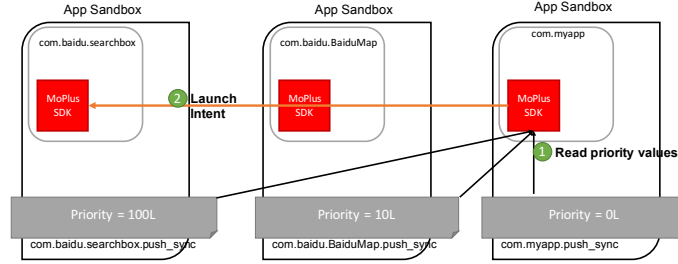 App Sandbox
App Sandbox
App Sandbox
com.baidu.searchbox
com.baidu.BaiduMap
com.myapp
MoPlus
SDK
2 Launch
Intent
MoPlus
SDK
MoPlus
SDK
1 Read priority values
Priority = 100L
Priority = 10L
Priority = 0L
com.baidu.searchbox.push_sync
com.baidu.BaiduMap.push_sync
com.myapp.push_sync